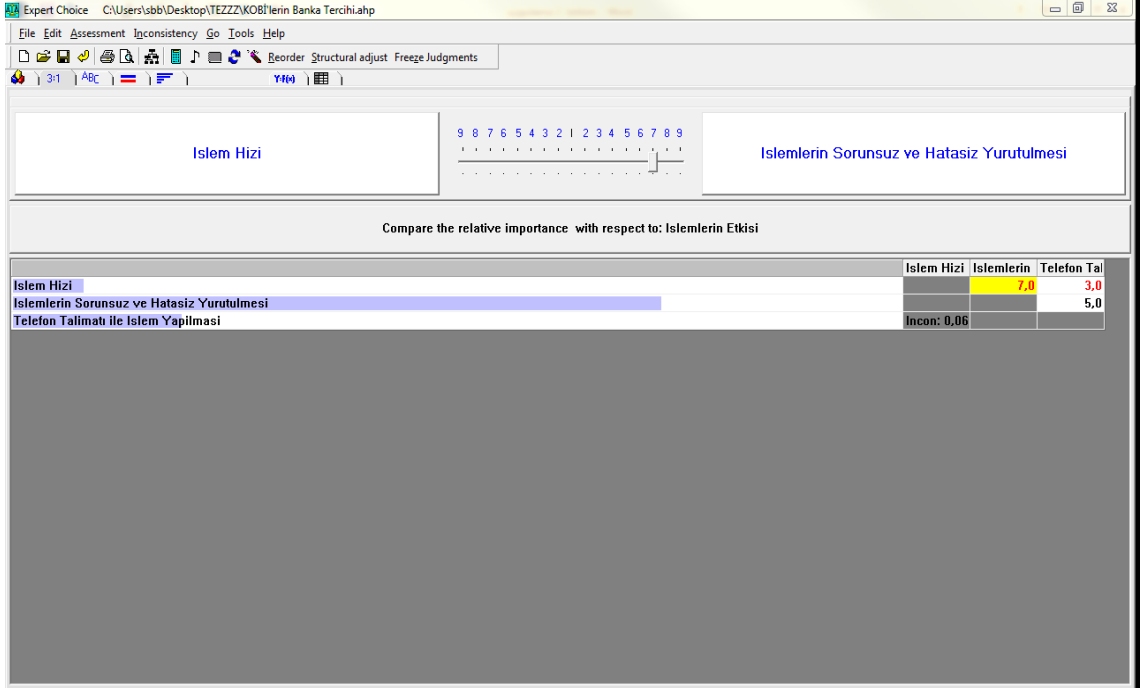 Expert Choice C:\Users\sbb\Desktop\TEZZZ\KOBİ'lerin Banka Tercihi.ahp
File Edit Assessment Inconsistency Go Tools Help
Reorder Structural adjust Freeze Judgments
3:1 ABC Y=F(x)
9 8 7 6 5 4 3 2 1 2 3 4 5 6 7 8 9
Islem Hizi
Islemlerin Sorunsuz ve Hatasiz Yurutulmesi
Compare the relative importance with respect to: Islemlerin Etkisi
Islem Hizi Islemlerin Telefon Tal
Islem Hizi 7,0 3,0
Islemlerin Sorunsuz ve Hatasiz Yurutulmesi 5,0
Telefon Talimatı ile Islem Yapilmasi Incon: 0,06